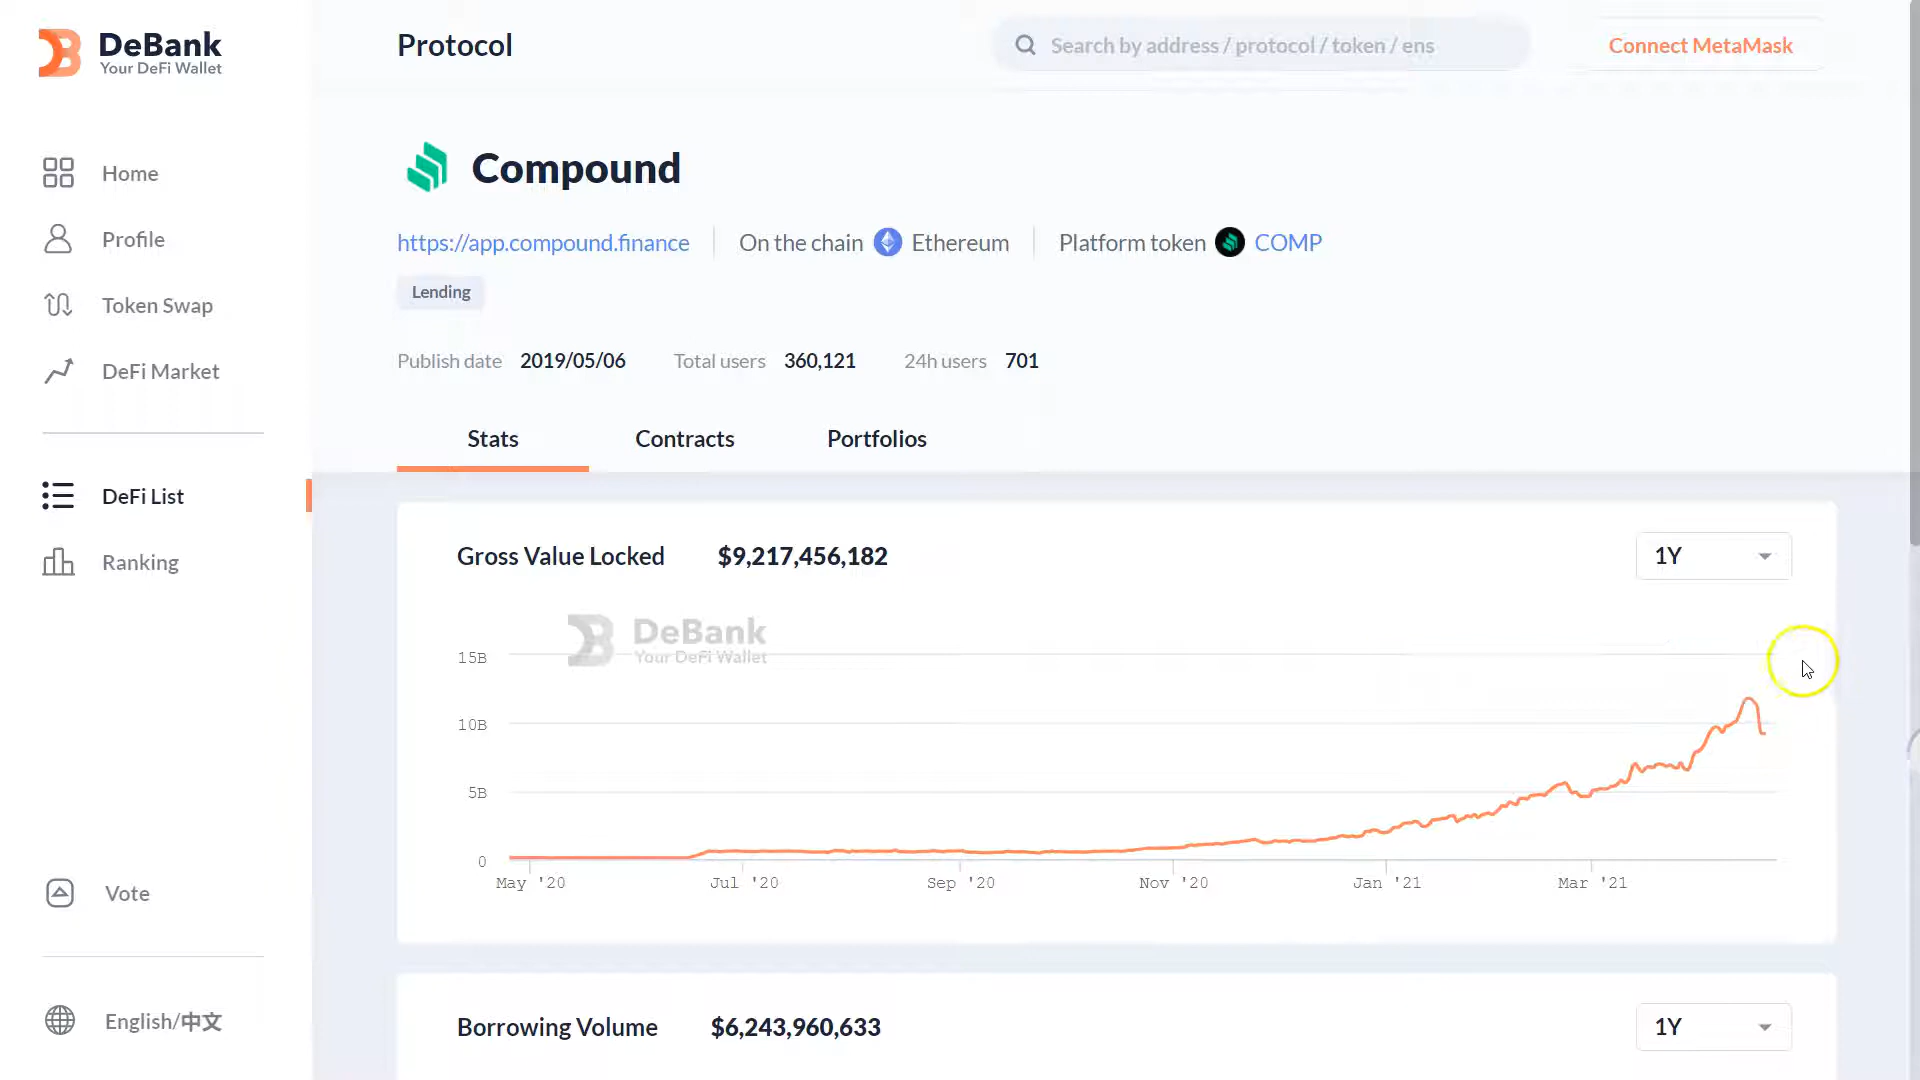 DeBank
Your DeFi Wallet
Protocol
Search by address / protocol / token / ens
Connect MetaMask
Home
Profile
Token Swap
DeFi Market
DeFi List
Ranking
Vote
English/中文
Compound
https://app.compound.finance
On the chain Ethereum
Platform token COMP
Lending
Publish date 2019/05/06 Total users 360,121 24h users 701
Stats Contracts Portfolios
Gross Value Locked $9,217,456,182
1Y
DeBank
Your DeFi Wallet
15B
10B
5B
0
May '20 Jul '20 Sep '20 Nov '20 Jan '21 Mar '21
Borrowing Volume $6,243,960,633
1Y